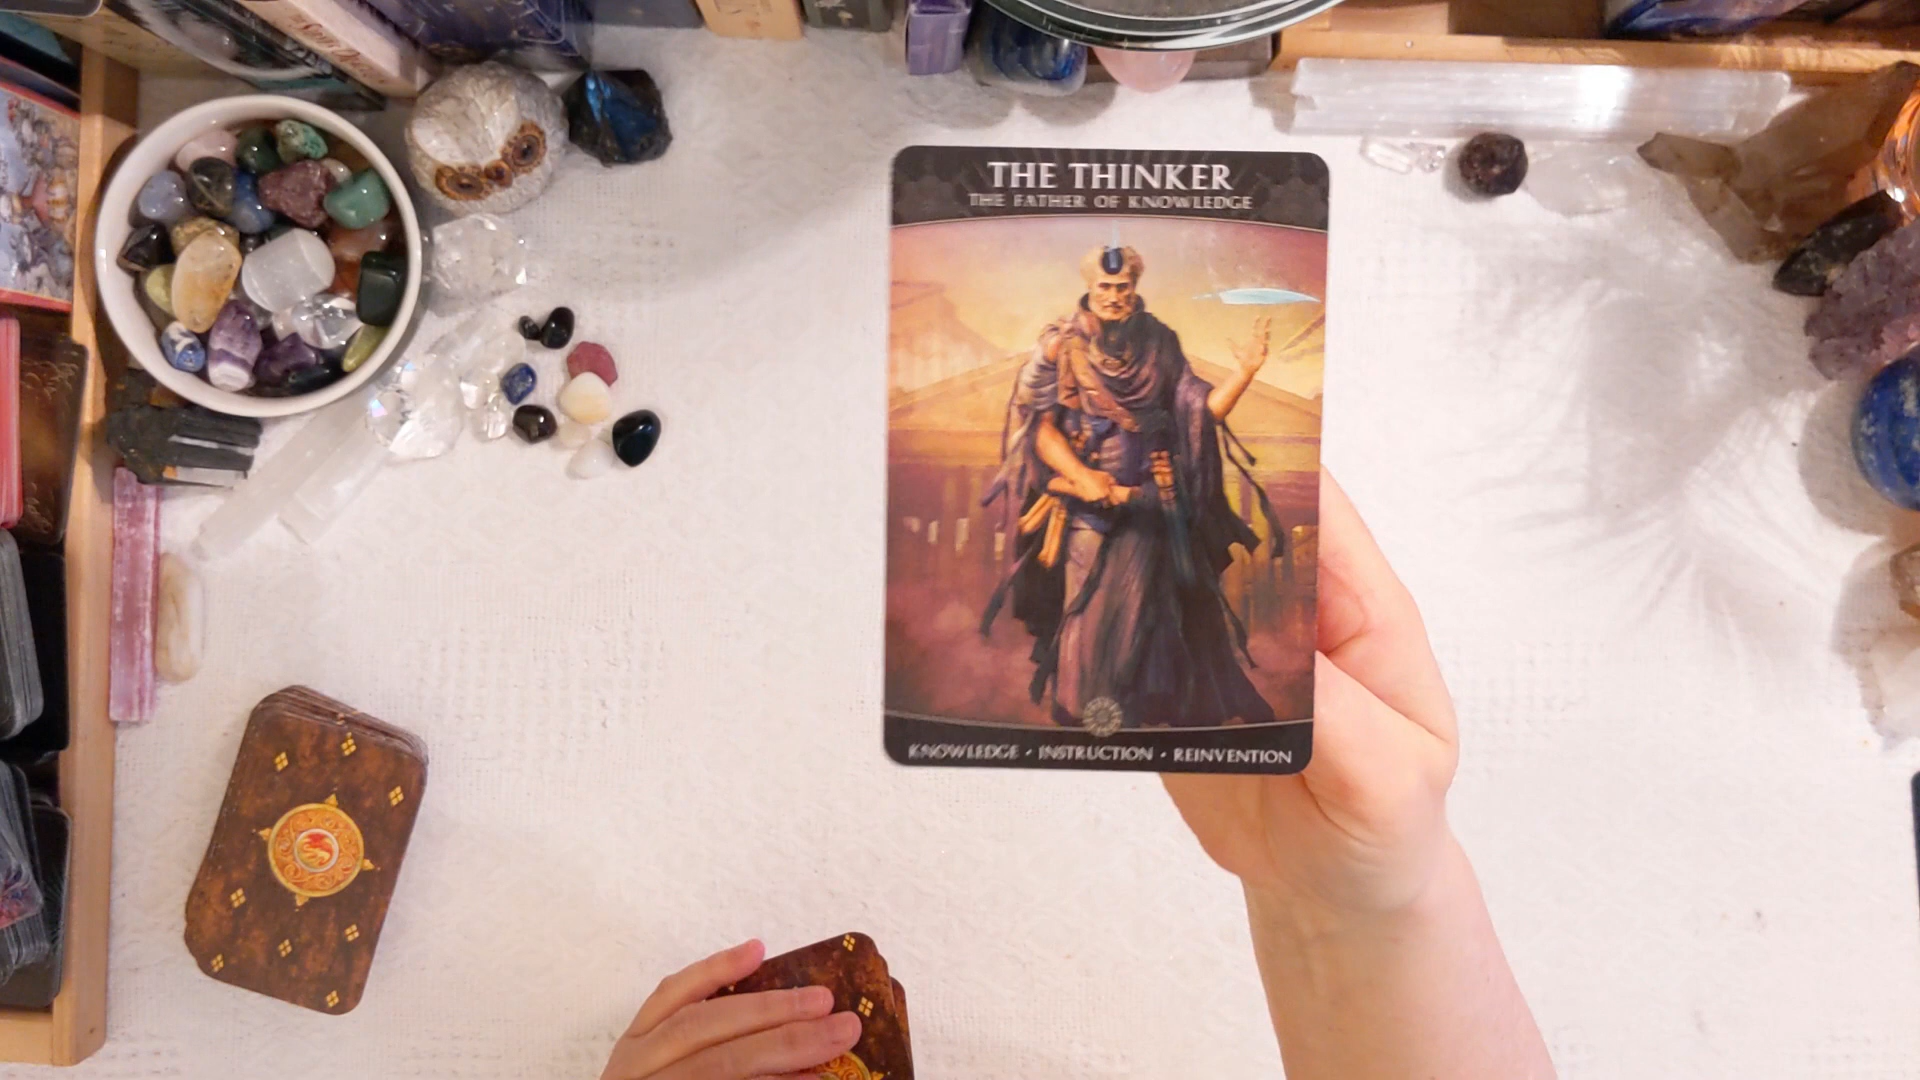 THE THINKER
THE FATHER OF KNOWLEDGE
KNOWLEDGE • INSTRUCTION • REINVENTION